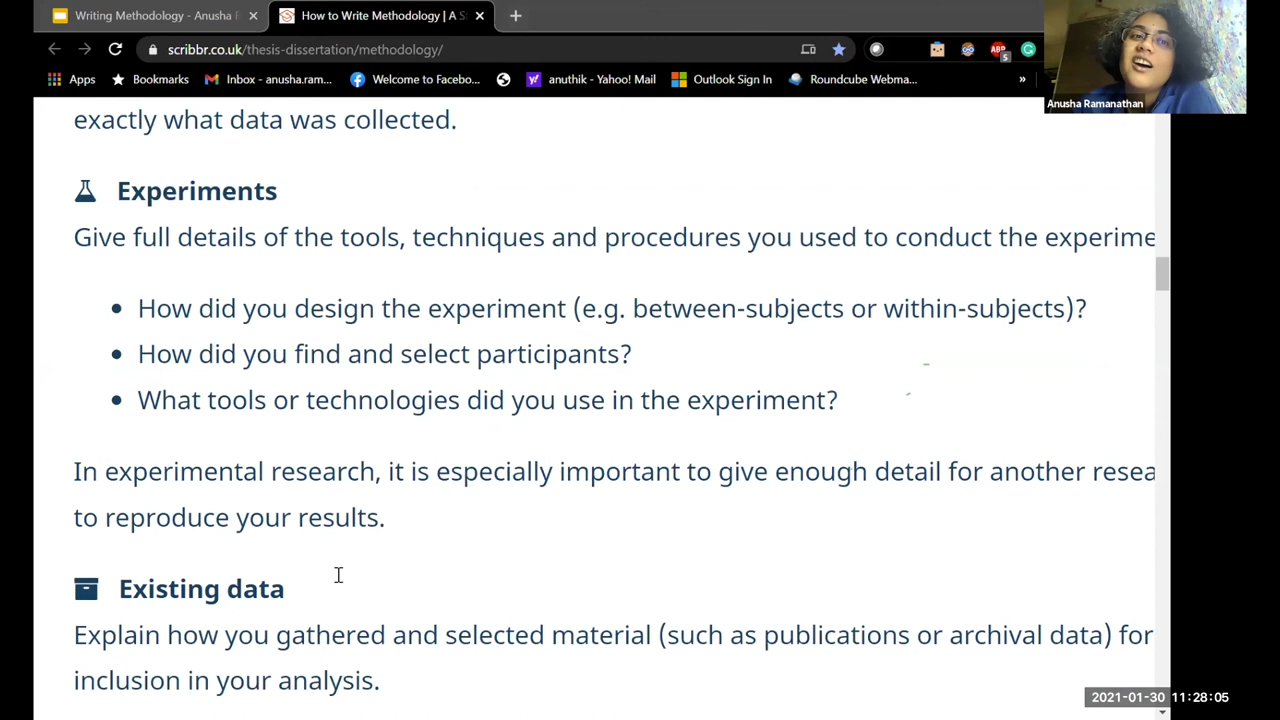 Writing Methodology - Anusha
How to Write Methodology | A S
scribbr.co.uk/thesis-dissertation/methodology/
ABP
5
Apps
Bookmarks
Inbox - anusha.ram...
Welcome to Facebo...
anuthik - Yahoo! Mail
Outlook Sign In
Roundcube Webma...
»
Anusha Ramanathan
exactly what data was collected.
Experiments
Give full details of the tools, techniques and procedures you used to conduct the experime
• How did you design the experiment (e.g. between-subjects or within-subjects)?
• How did you find and select participants?
• What tools or technologies did you use in the experiment?
In experimental research, it is especially important to give enough detail for another resea
to reproduce your results.
Existing data
Explain how you gathered and selected material (such as publications or archival data) for
inclusion in your analysis.
2021-01-30 11:28:05